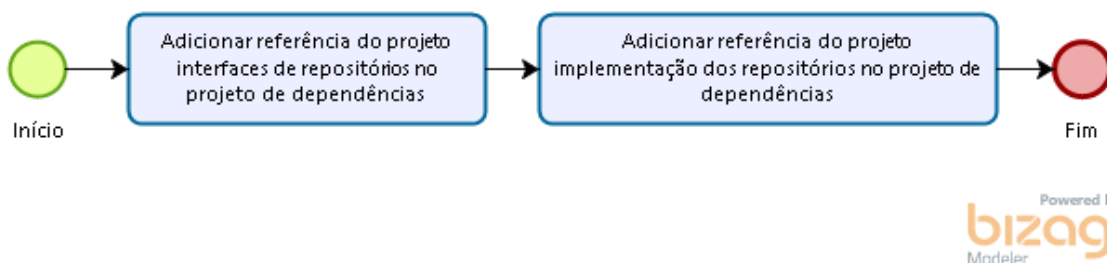 Adicionar referência do projeto
interfaces de repositórios no
projeto de dependências
Adicionar referência do projeto
implementação dos repositórios no projeto de
dependências
Início
Fim
Powered
bizag
Modeler